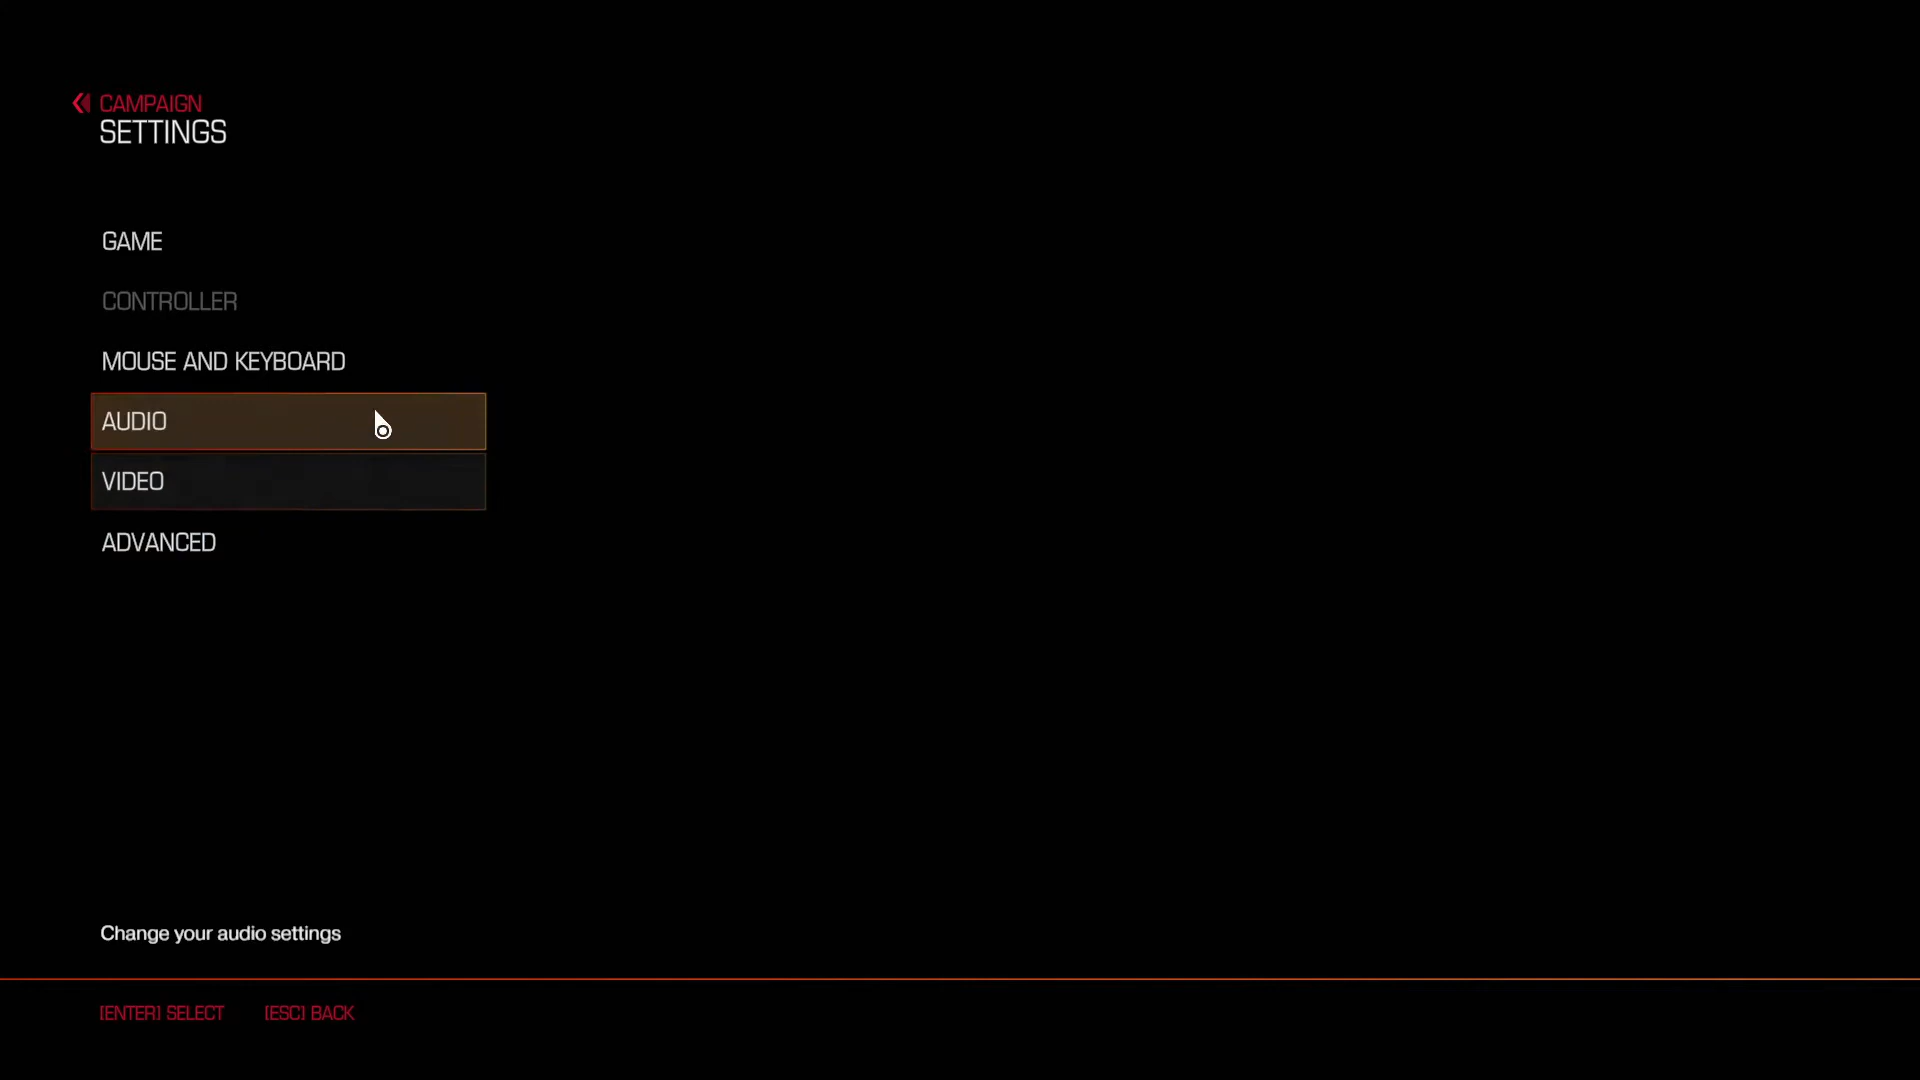 CAMPAIGN
SETTINGS
GAME
CONTROLLER
MOUSE AND KEYBOARD
AUDIO
VIDEO
ADVANCED
Change your audio settings
[ENTER] SELECT [ESC] BACK